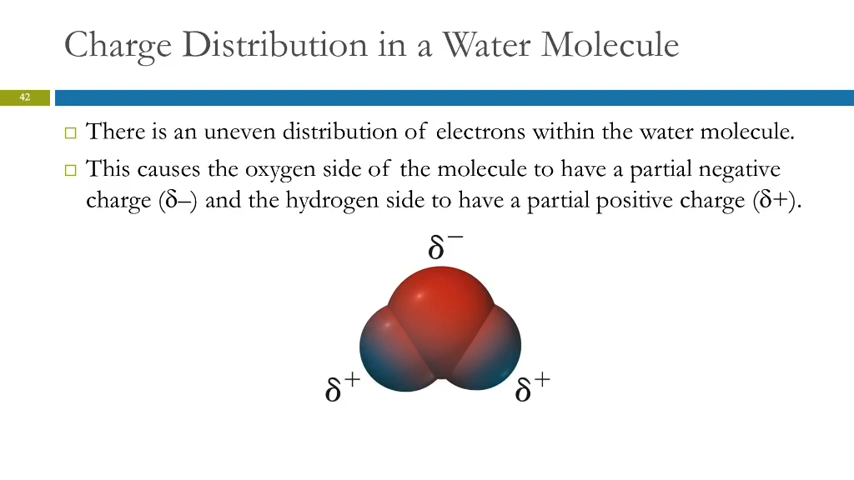 Charge Distribution in a Water Molecule
42
There is an uneven distribution of electrons within the water molecule.
This causes the oxygen side of the molecule to have a partial negative
charge (δ–) and the hydrogen side to have a partial positive charge (δ+).
δ⁻
δ⁺ δ⁺